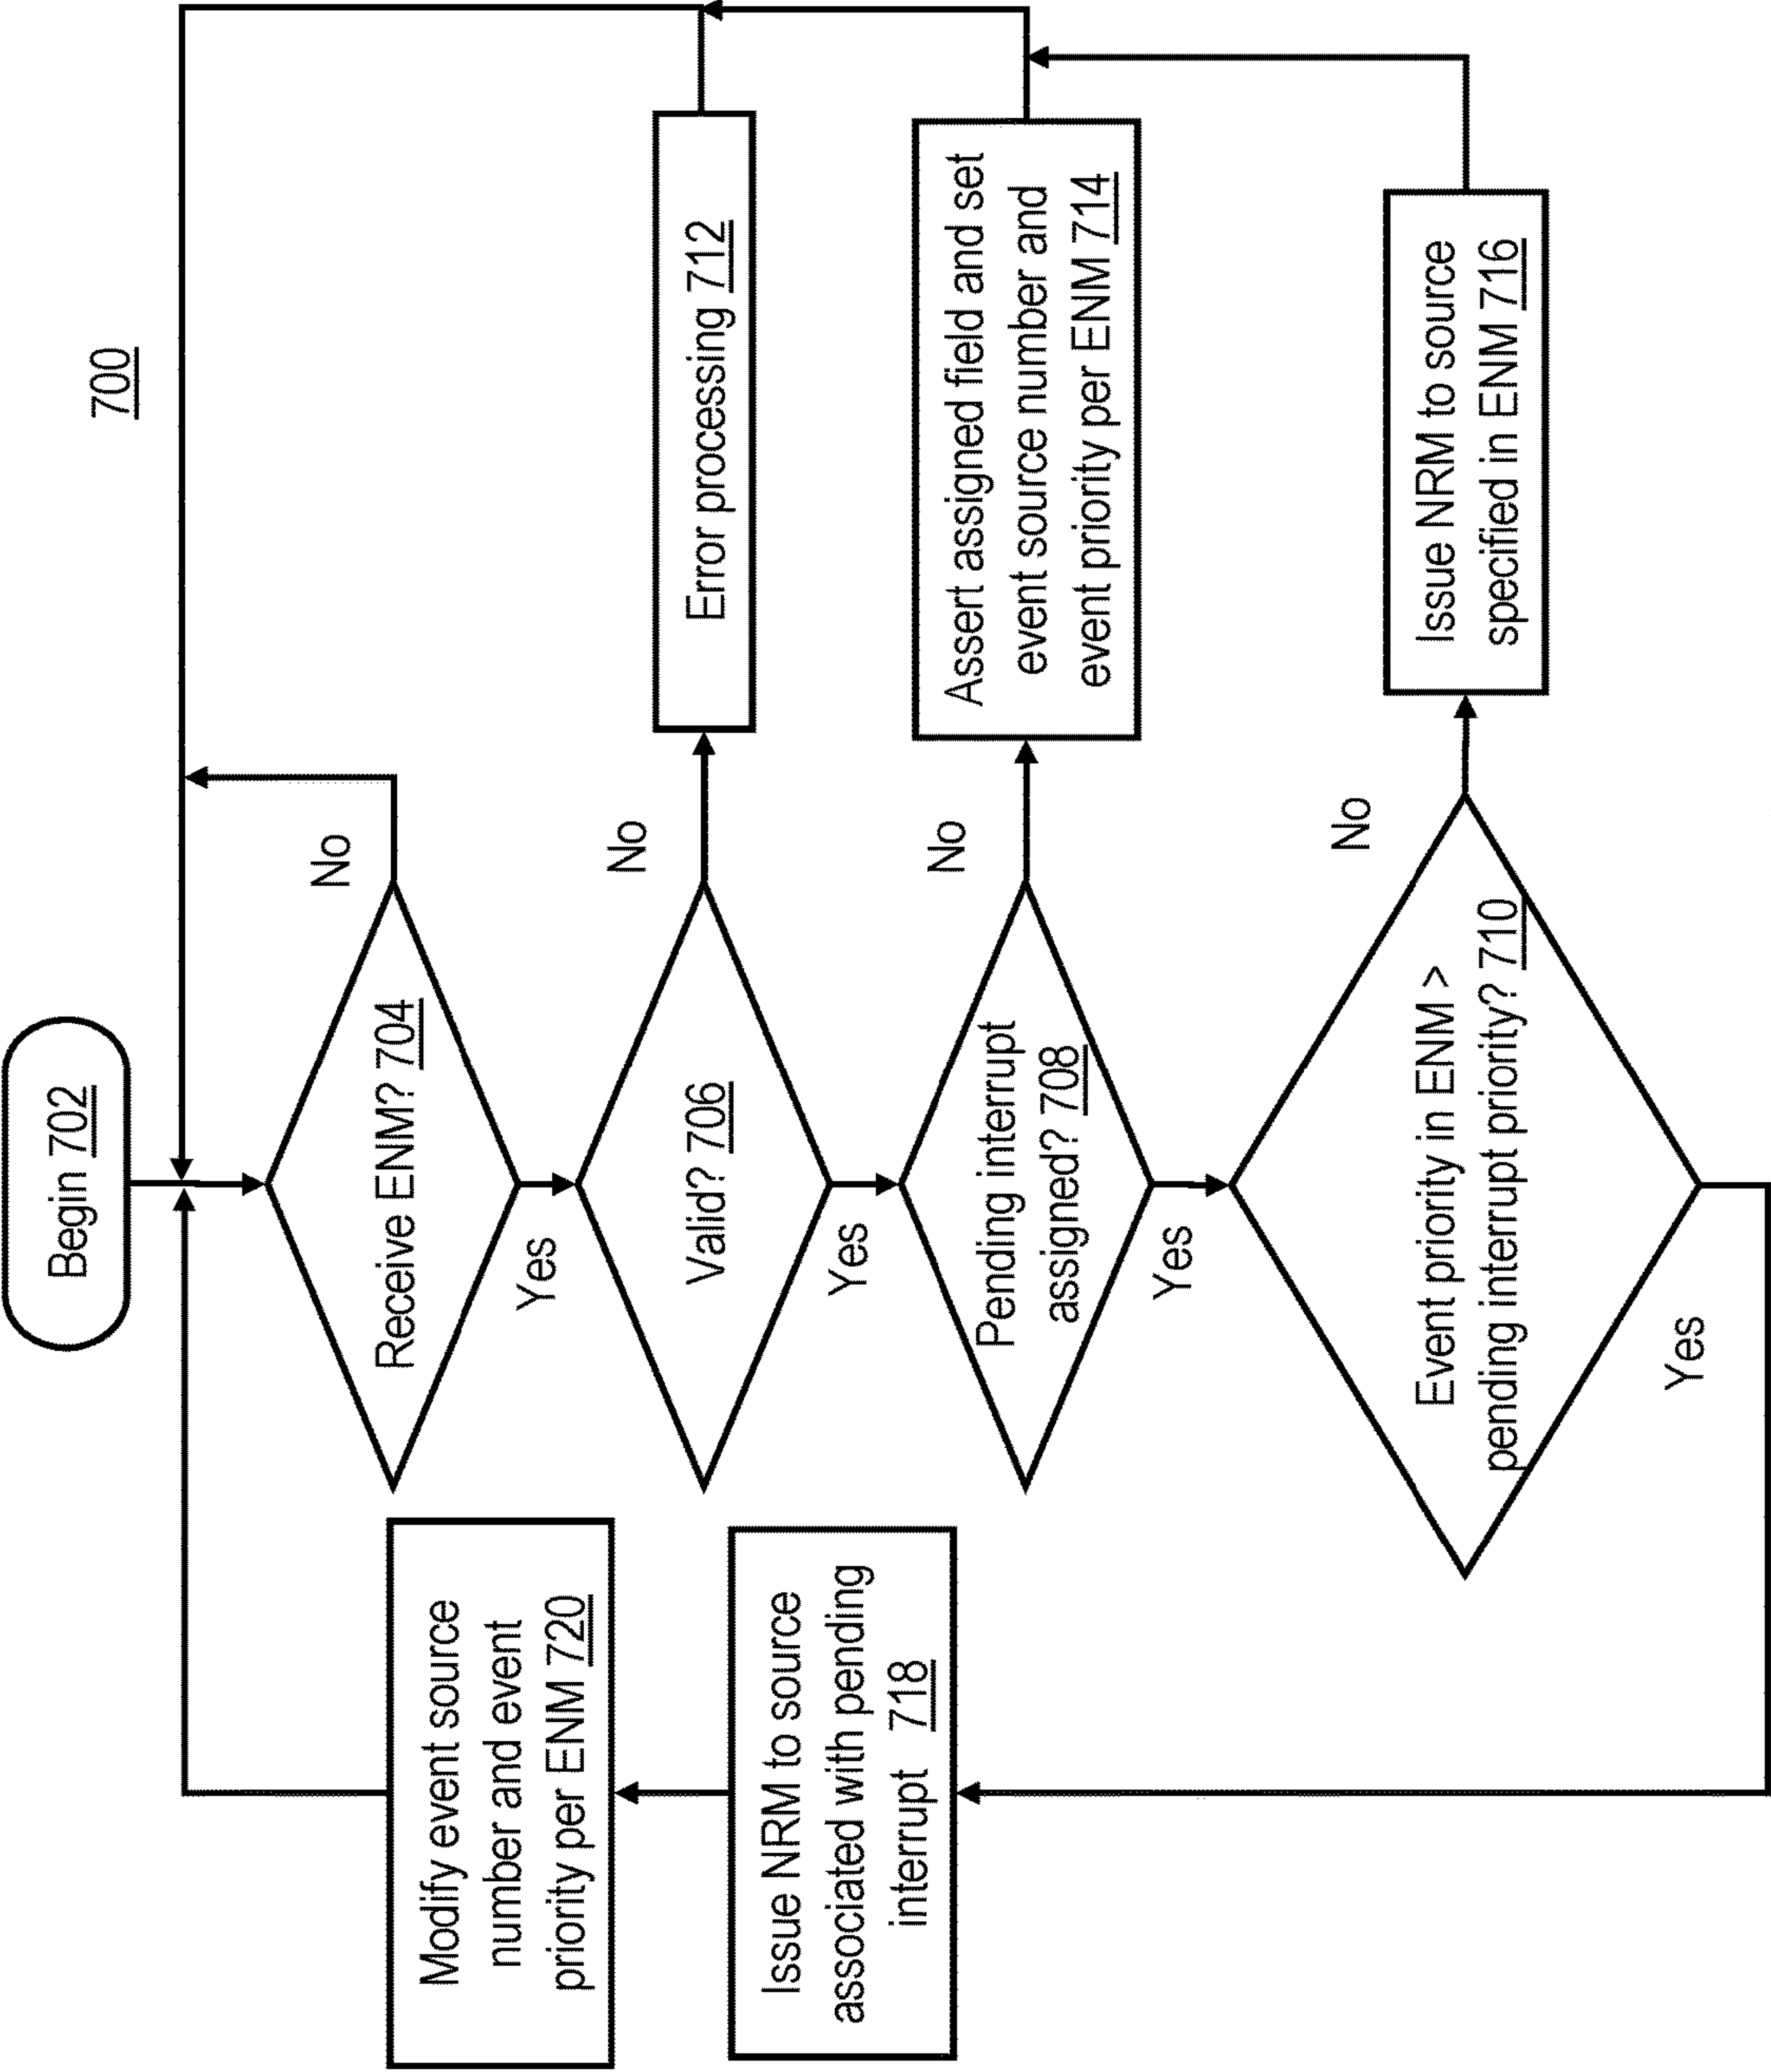 700
Begin 702
Receive ENM? 704
No
Yes
Valid? 706
No
Error processing 712
Yes
Pending interrupt
assigned? 708
No
Assert assigned field and set
event source number and
event priority per ENM 714
Yes
Event priority in ENM >
pending interrupt priority? 710
No
Issue NRM to source
specified in ENM 716
Yes
Issue NRM to source
associated with pending
interrupt 718
Modify event source
number and event
priority per ENM 720